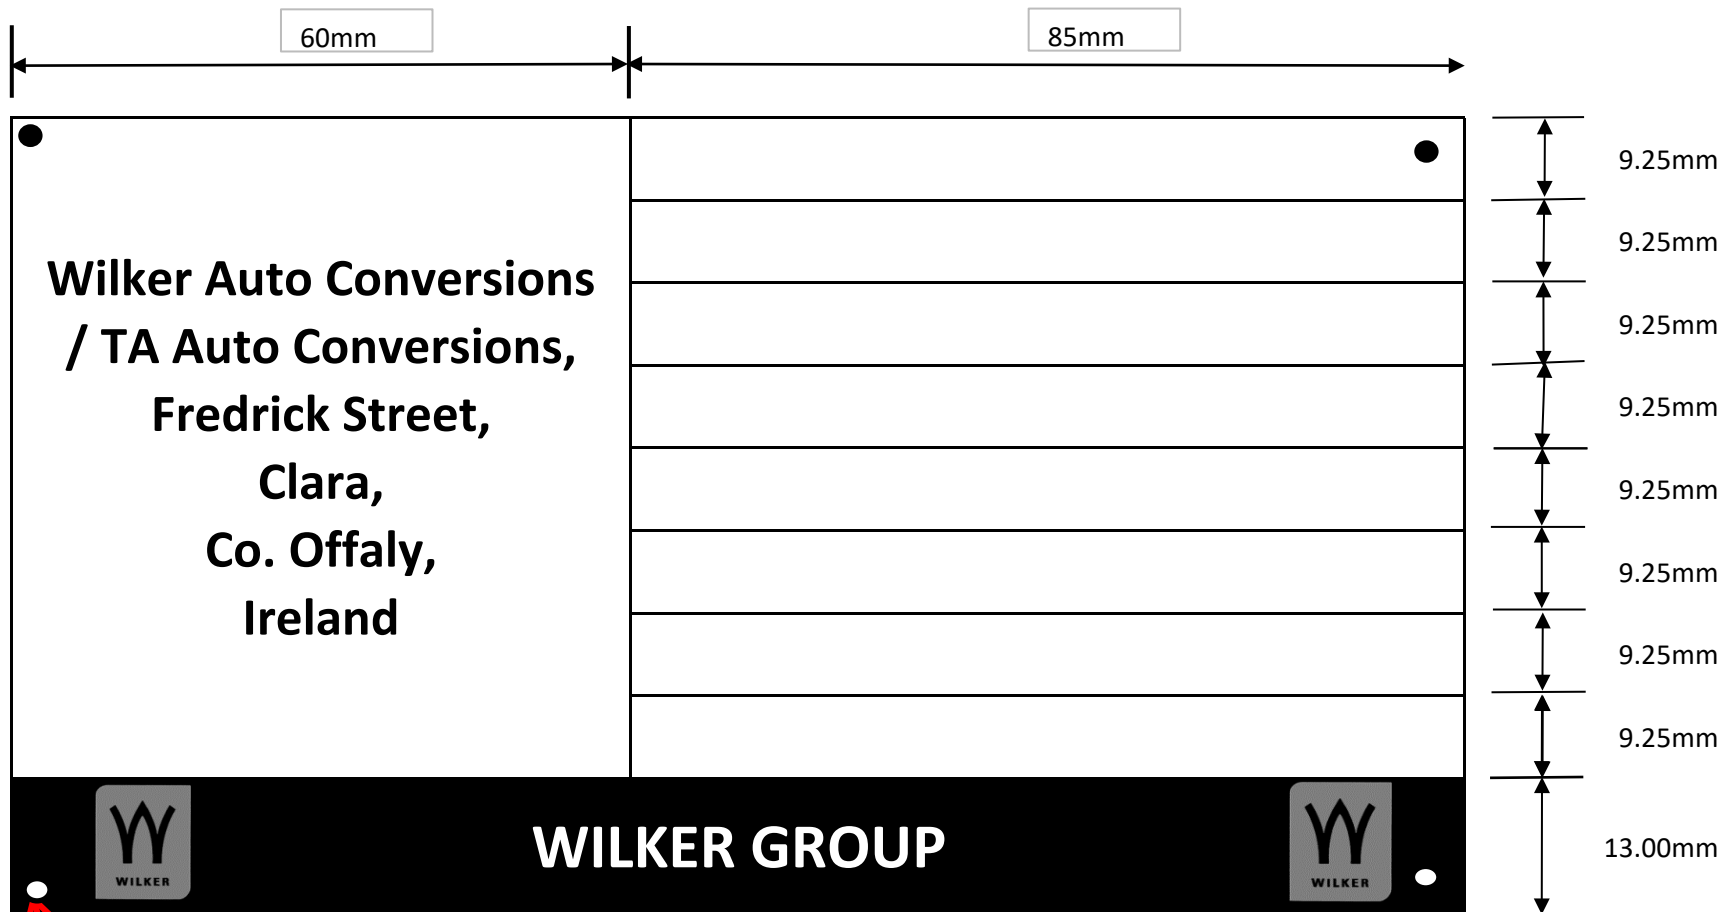 60mm
85mm
9.25mm
9.25mm
Wilker Auto Conversions
/ TA Auto Conversions,
Fredrick Street,
Clara,
Co. Offaly,
Ireland
9.25mm
9.25mm
9.25mm
9.25mm
9.25mm
9.25mm
WILKER
WILKER GROUP
WILKER
13.00mm